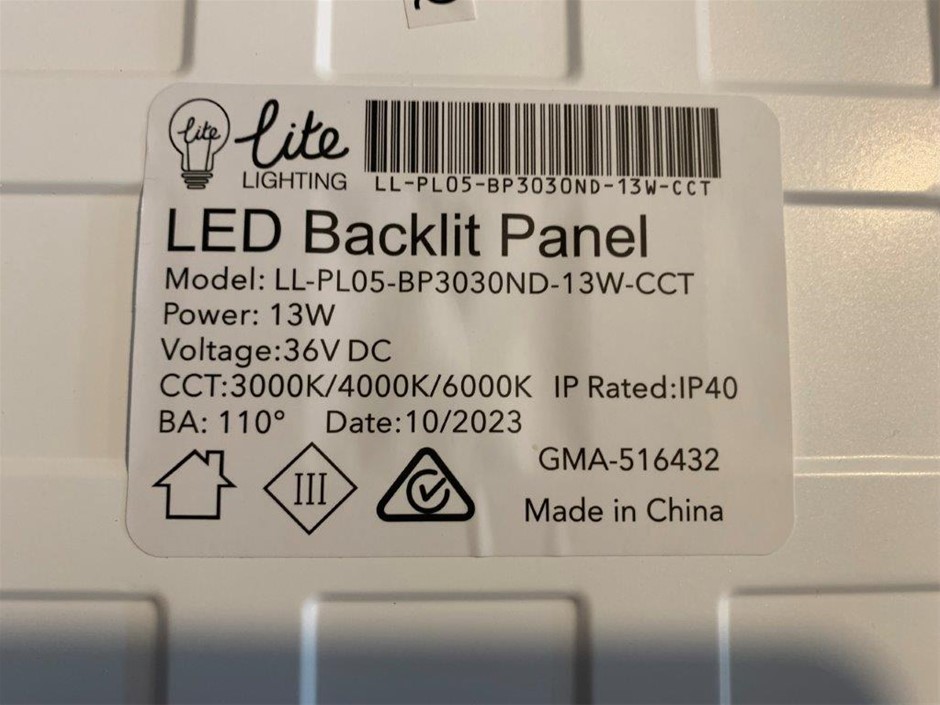 lite
lite
LIGHTING
LL-PL05-BP3030ND-13W-CCT
LED Backlit Panel
Model: LL-PL05-BP3030ND-13W-CCT
Power: 13W
Voltage:36V DC
CCT:3000K/4000K/6000K IP Rated:IP40
BA: 110° Date:10/2023
III
GMA-516432
Made in China